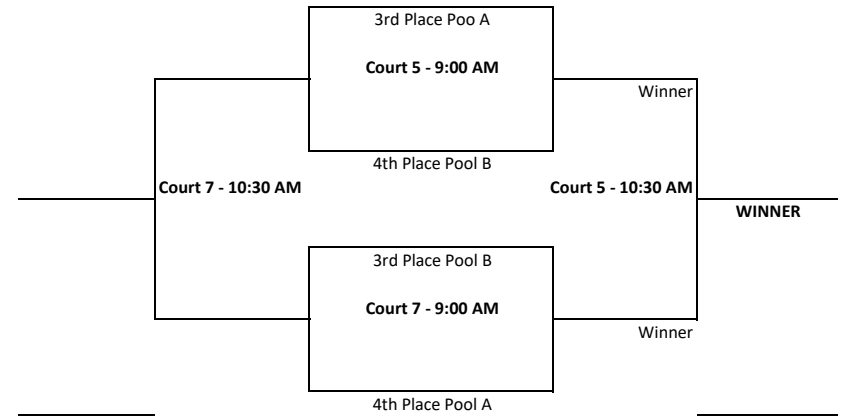 3rd Place Poo A
Court 5 - 9:00 AM
Winner
4th Place Pool B
Court 7 - 10:30 AM
Court 5 - 10:30 AM
WINNER
3rd Place Pool B
Court 7 - 9:00 AM
Winner
4th Place Pool A